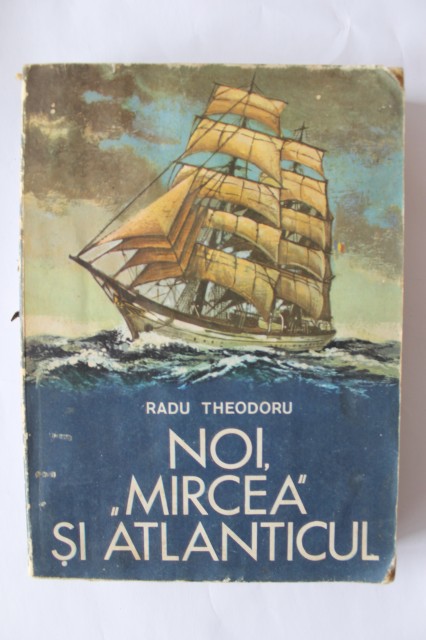 RADU THEODORU
NOI,
„MIRCEA“
ȘI ATLANTICUL